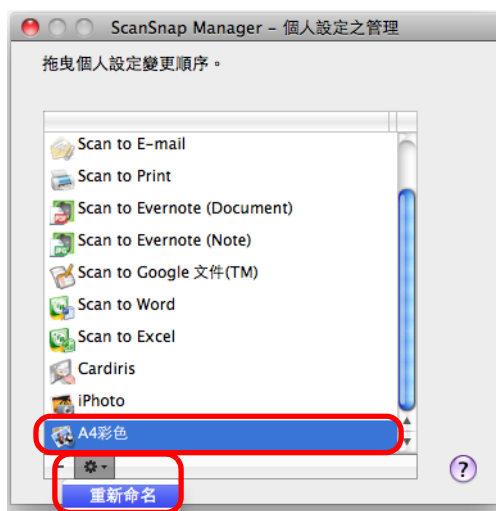 ScanSnap Manager – 個人設定之管理
拖曳個人設定變更順序。
Scan to E-mail
Scan to Print
Scan to Evernote (Document)
Scan to Evernote (Note)
Scan to Google 文件(TM)
Scan to Word
Scan to Excel
Cardiris
iPhoto
A4彩色
重新命名
?